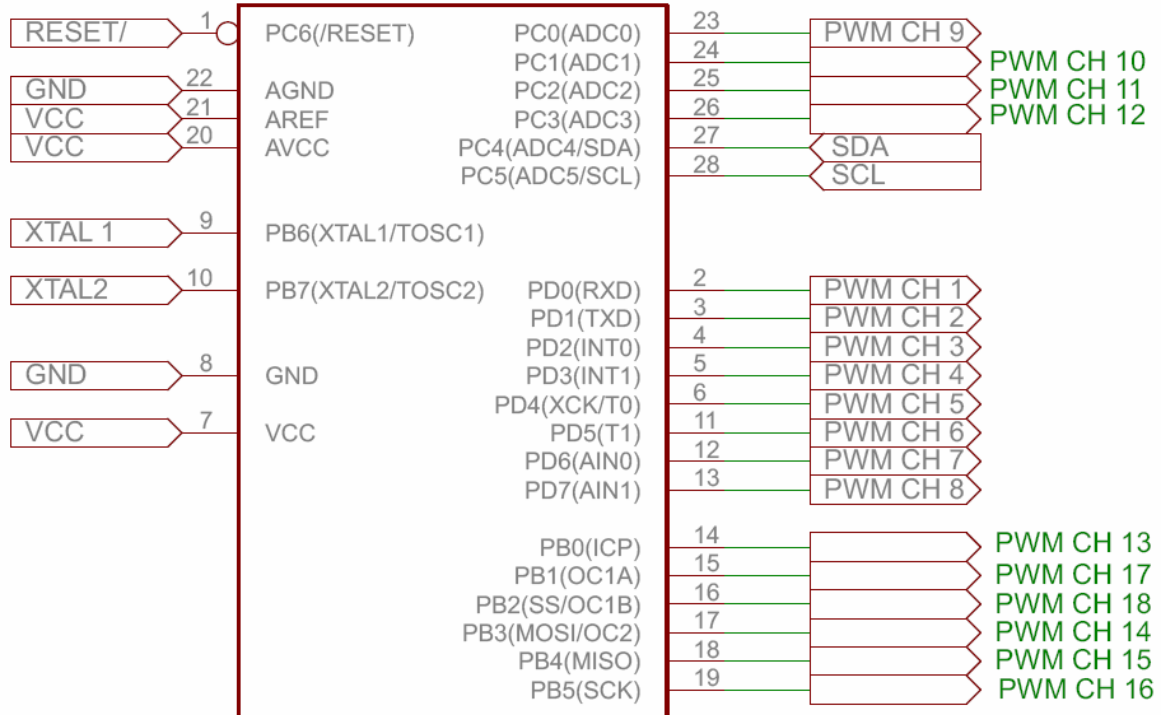 RESET/ 1 PC6(/RESET) PC0(ADC0) 23 PWM CH 9
PC1(ADC1) 24 PWM CH 10
GND 22 AGND PC2(ADC2) 25 PWM CH 11
VCC 21 AREF PC3(ADC3) 26 PWM CH 12
VCC 20 AVCC PC4(ADC4/SDA) 27 SDA
PC5(ADC5/SCL) 28 SCL
XTAL 1 9 PB6(XTAL1/TOSC1)
XTAL2 10 PB7(XTAL2/TOSC2) PD0(RXD) 2 PWM CH 1
PD1(TXD) 3 PWM CH 2
PD2(INT0) 4 PWM CH 3
GND 8 GND PD3(INT1) 5 PWM CH 4
PD4(XCK/T0) 6 PWM CH 5
VCC 7 VCC PD5(T1) 11 PWM CH 6
PD6(AIN0) 12 PWM CH 7
PD7(AIN1) 13 PWM CH 8
PB0(ICP) 14 PWM CH 13
PB1(OC1A) 15 PWM CH 17
PB2(SS/OC1B) 16 PWM CH 18
PB3(MOSI/OC2) 17 PWM CH 14
PB4(MISO) 18 PWM CH 15
PB5(SCK) 19 PWM CH 16